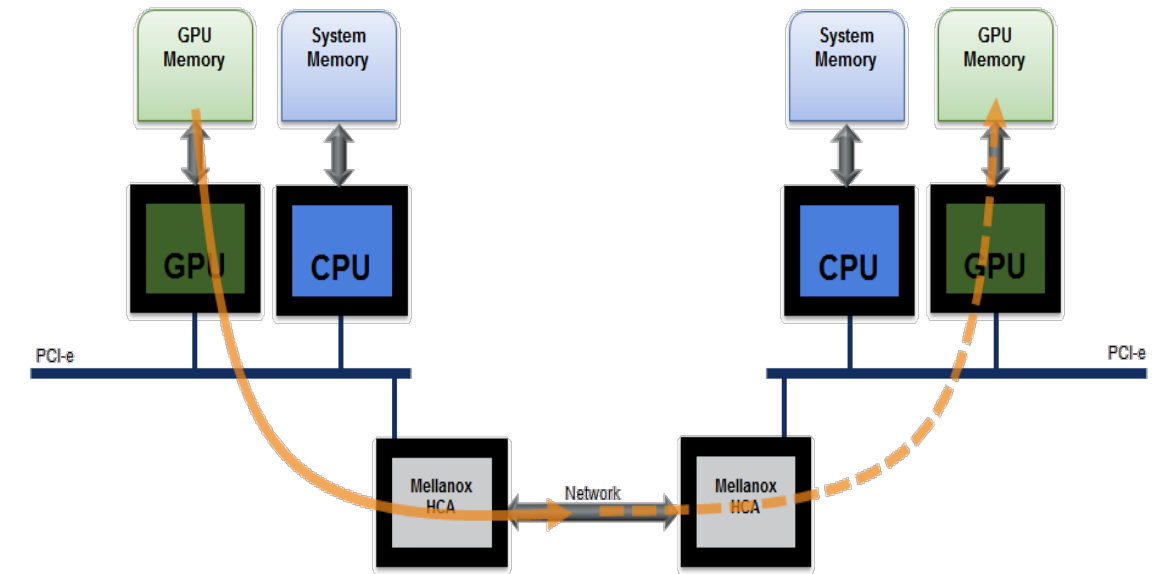 GPU
Memory
System
Memory
System
Memory
GPU
Memory
GPU
CPU
CPU
GPU
PCI-e
PCI-e
Mellanox
HCA
Network
Mellanox
HCA